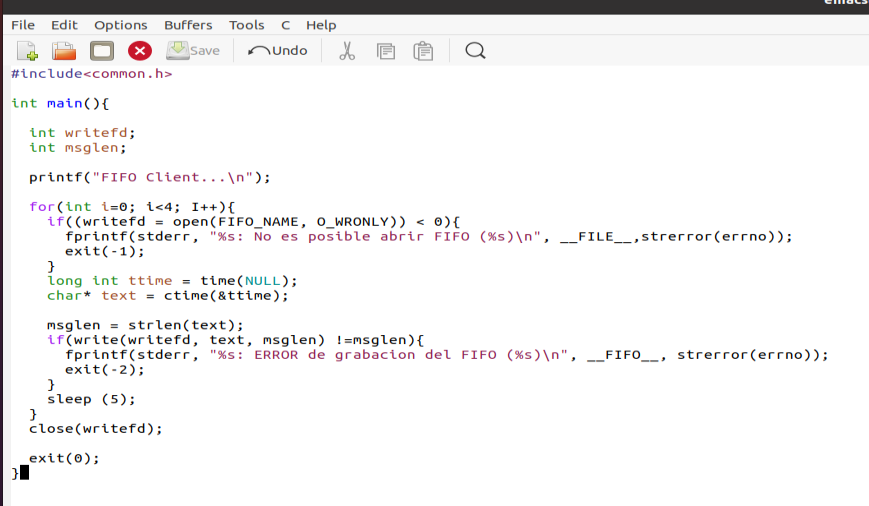 emacs
File Edit Options Buffers Tools C Help
Save Undo
#include<common.h>

int main(){

  int writefd;
  int msglen;

  printf("FIFO Client...\n");

  for(int i=0; i<4; I++){
    if((writefd = open(FIFO_NAME, O_WRONLY)) < 0){
      fprintf(stderr, "%s: No es posible abrir FIFO (%s)\n", __FILE__,strerror(errno));
      exit(-1);
    }
    long int ttime = time(NULL);
    char* text = ctime(&ttime);

    msglen = strlen(text);
    if(write(writefd, text, msglen) !=msglen){
      fprintf(stderr, "%s: ERROR de grabacion del FIFO (%s)\n", __FIFO__, strerror(errno));
      exit(-2);
    }
    sleep (5);
  }
  close(writefd);

  exit(0);
}